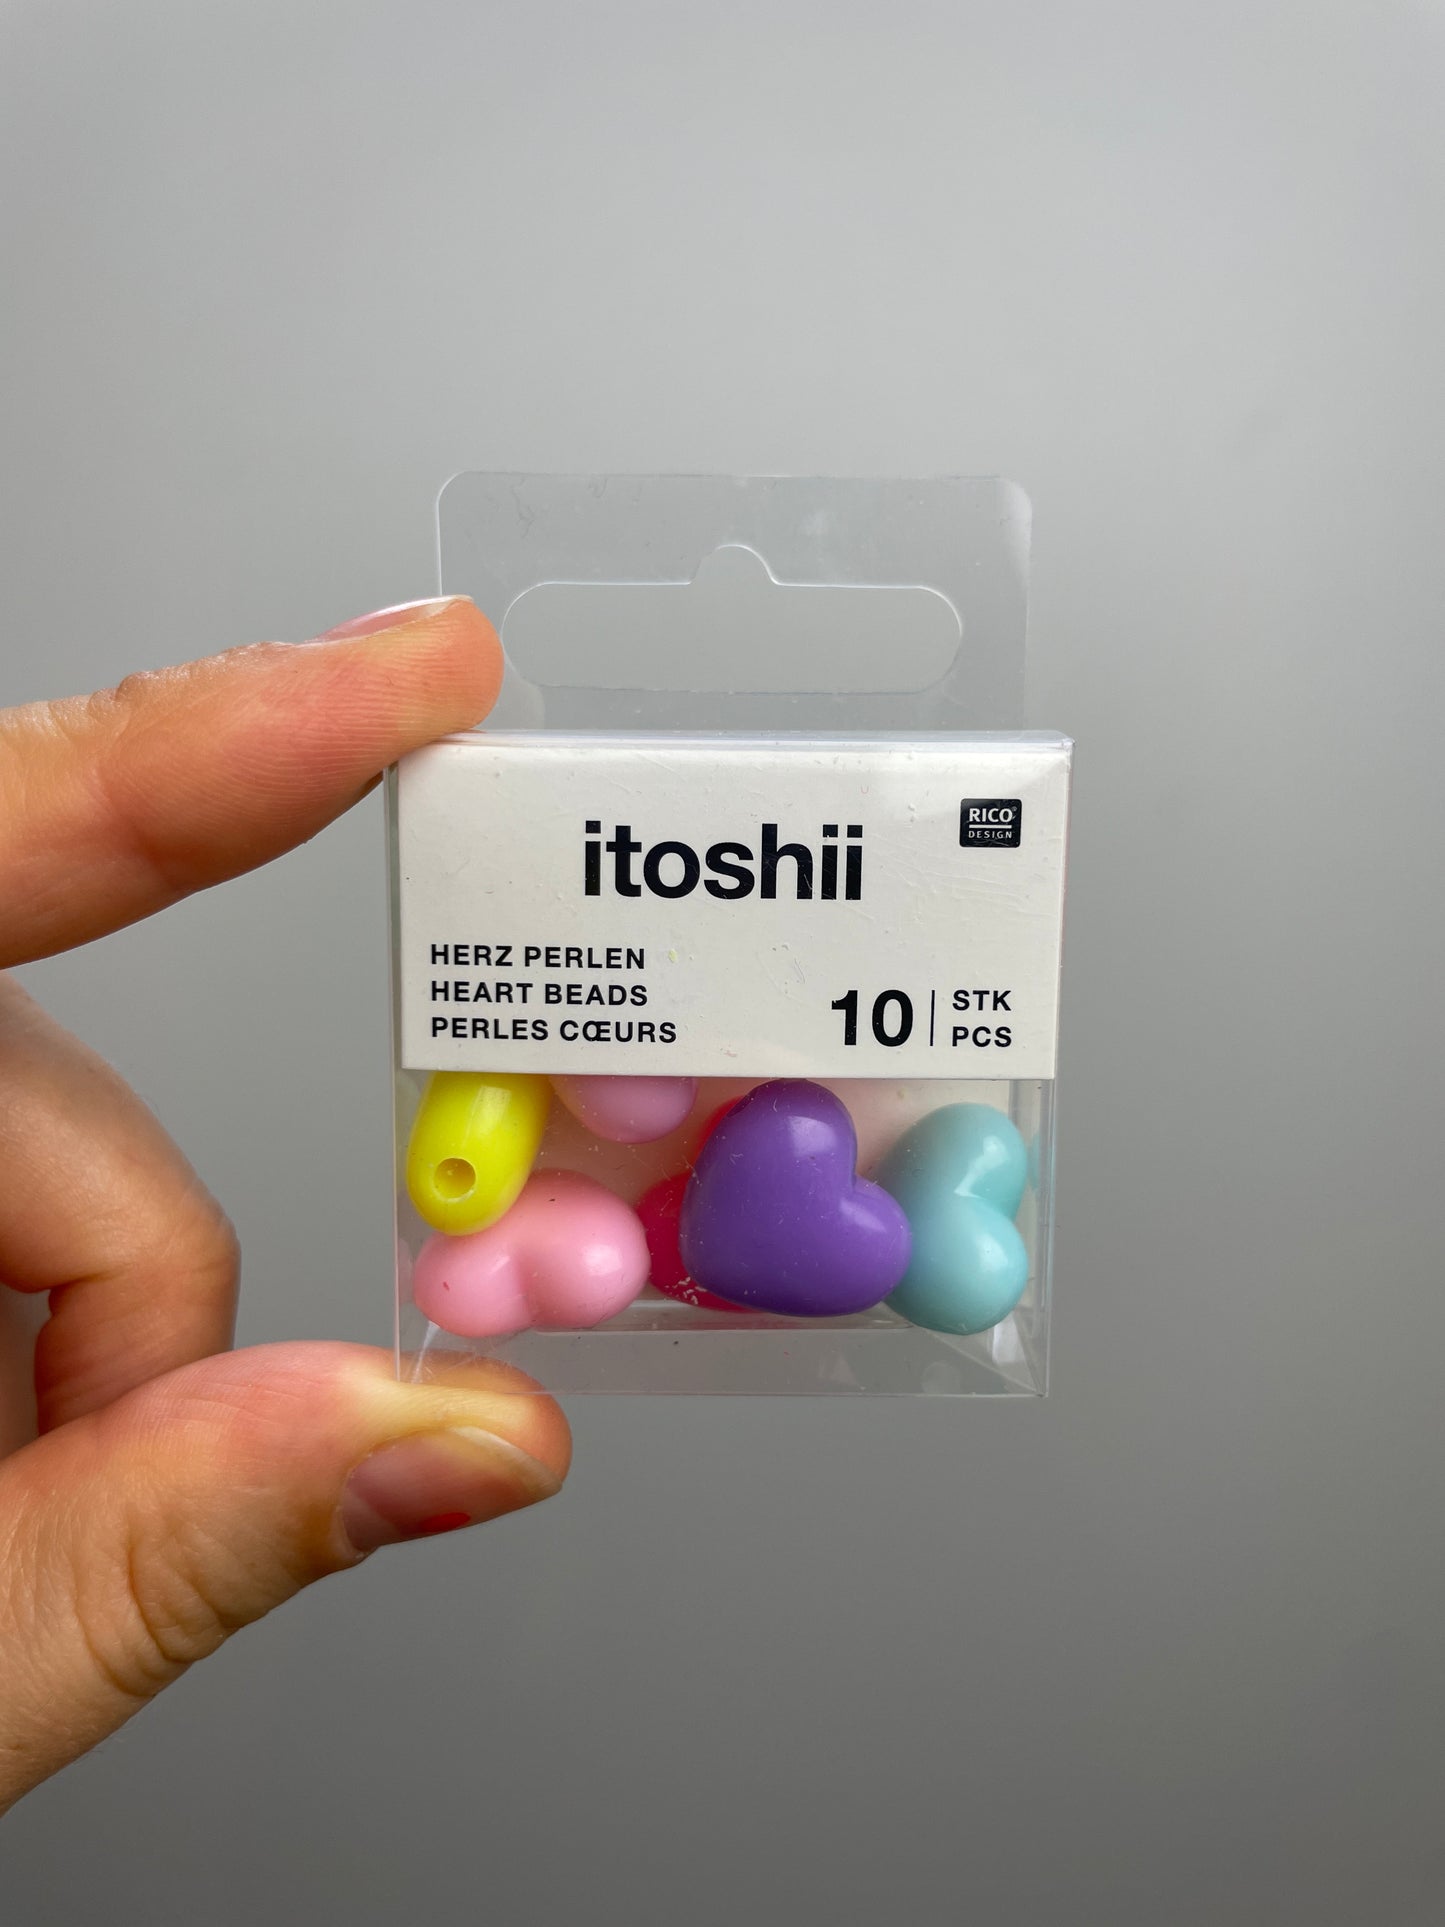 itoshii
RICO®
DESIGN
HERZ PERLEN
HEART BEADS
PERLES CŒURS
10 | STK
PCS